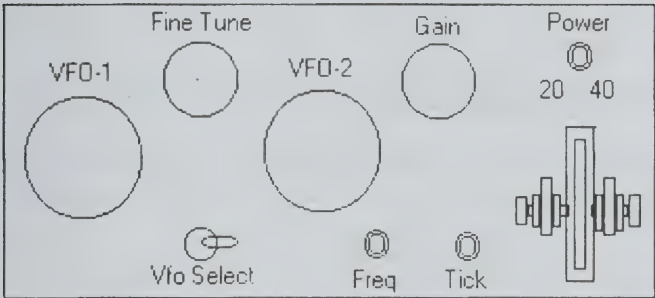 Fine Tune
Gain
Power
VFO-1
VFO-2
20 40
Vfo Select
Freq
Tick